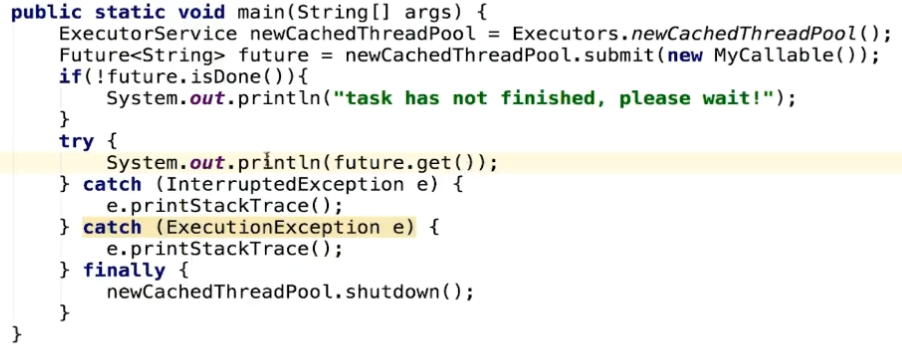 public static void main(String[] args) {
    ExecutorService newCachedThreadPool = Executors.newCachedThreadPool();
    Future<String> future = newCachedThreadPool.submit(new MyCallable());
    if(!future.isDone()){
        System.out.println("task has not finished, please wait!");
    }
    try {
        System.out.println(future.get());
    } catch (InterruptedException e) {
        e.printStackTrace();
    } catch (ExecutionException e) {
        e.printStackTrace();
    } finally {
        newCachedThreadPool.shutdown();
    }
}